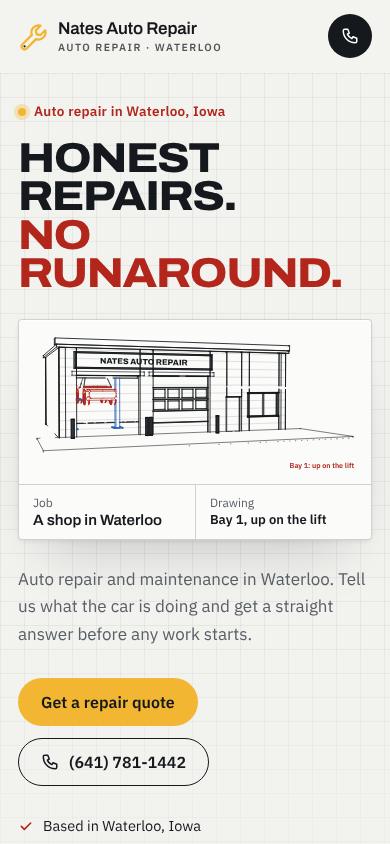 Nates Auto Repair
AUTO REPAIR · WATERLOO
Auto repair in Waterloo, Iowa
HONEST
REPAIRS.
NO
RUNAROUND.
NATES AUTO REPAIR
Bay 1: up on the lift
Job
A shop in Waterloo
Drawing
Bay 1, up on the lift
Auto repair and maintenance in Waterloo. Tell
us what the car is doing and get a straight
answer before any work starts.
Get a repair quote
(641) 781-1442
Based in Waterloo, Iowa